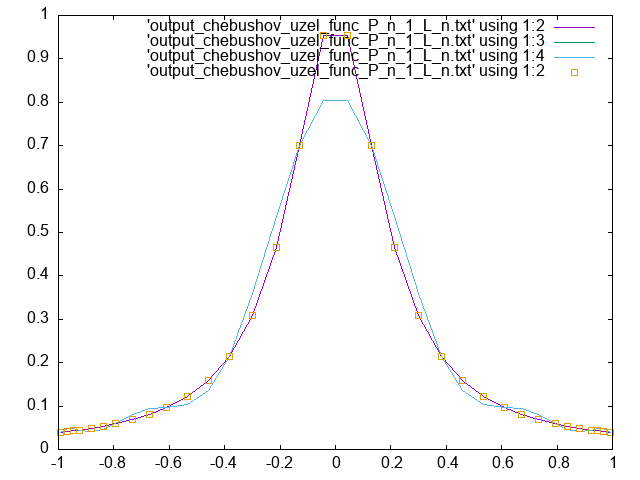 1
0.9
0.8
0.7
0.6
0.5
0.4
0.3
0.2
0.1
0
-1 -0.8 -0.6 -0.4 -0.2 0 0.2 0.4 0.6 0.8 1
'output_chebushov_uzel_func_P_n_1_L_n.txt' using 1:2
'output_chebushov_uzel_func_P_n_1_L_n.txt' using 1:3
'output_chebushov_uzel_func_P_n_1_L_n.txt' using 1:4
'output_chebushov_uzel_func_P_n_1_L_n.txt' using 1:2